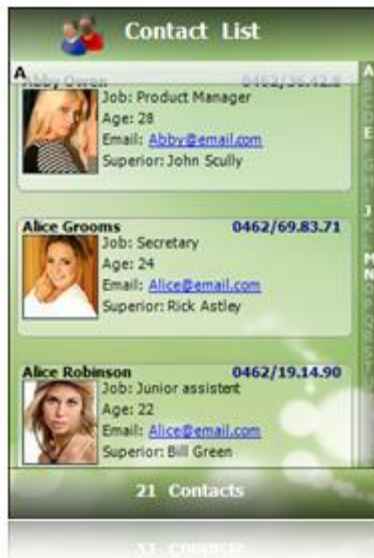 Contact List
A
Abby Owen 0462/36.42.8
Job: Product Manager
Age: 28
Email: Abby@email.com
Superior: John Scully
Alice Grooms 0462/69.83.71
Job: Secretary
Age: 24
Email: Alice@email.com
Superior: Rick Astley
Alice Robinson 0462/19.14.90
Job: Junior assistent
Age: 22
Email: Alice@email.com
Superior: Bill Green
A
E
J
M
N
21 Contacts